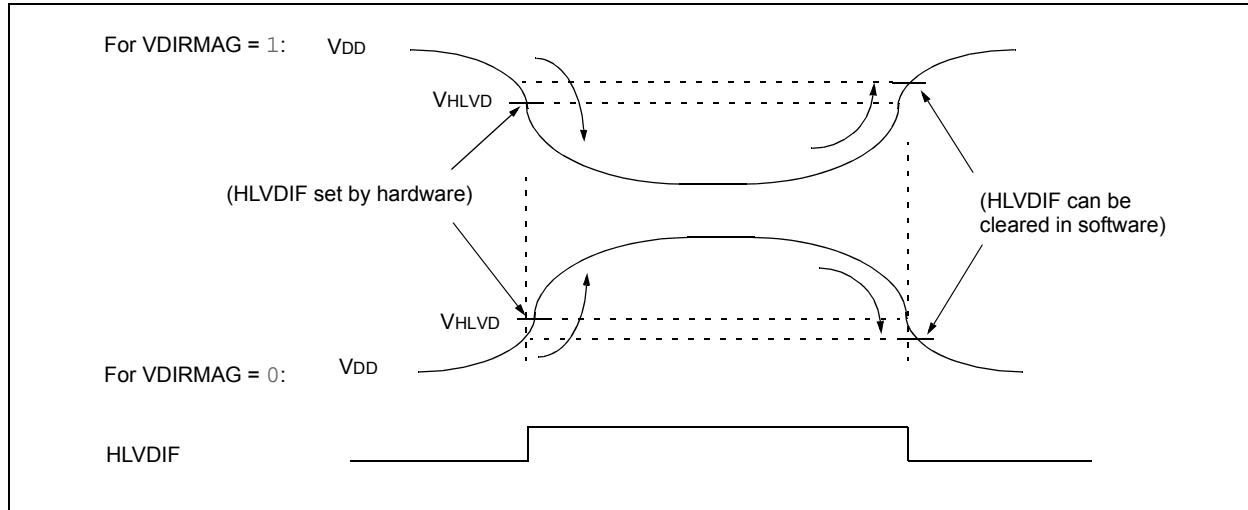 For VDIRMAG = 1:
VDD
VHLVD
(HLVDIF set by hardware)
(HLVDIF can be
cleared in software)
VHLVD
For VDIRMAG = 0:
VDD
HLVDIF